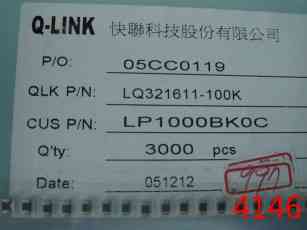 Q-LINK 快聯科技股份有限公司
P/O: 05CC0119
QLK P/N: LQ321611-100K
CUS P/N: LP1000BK0C
Q'ty: 3000 pcs
Date: 051212
997
4146